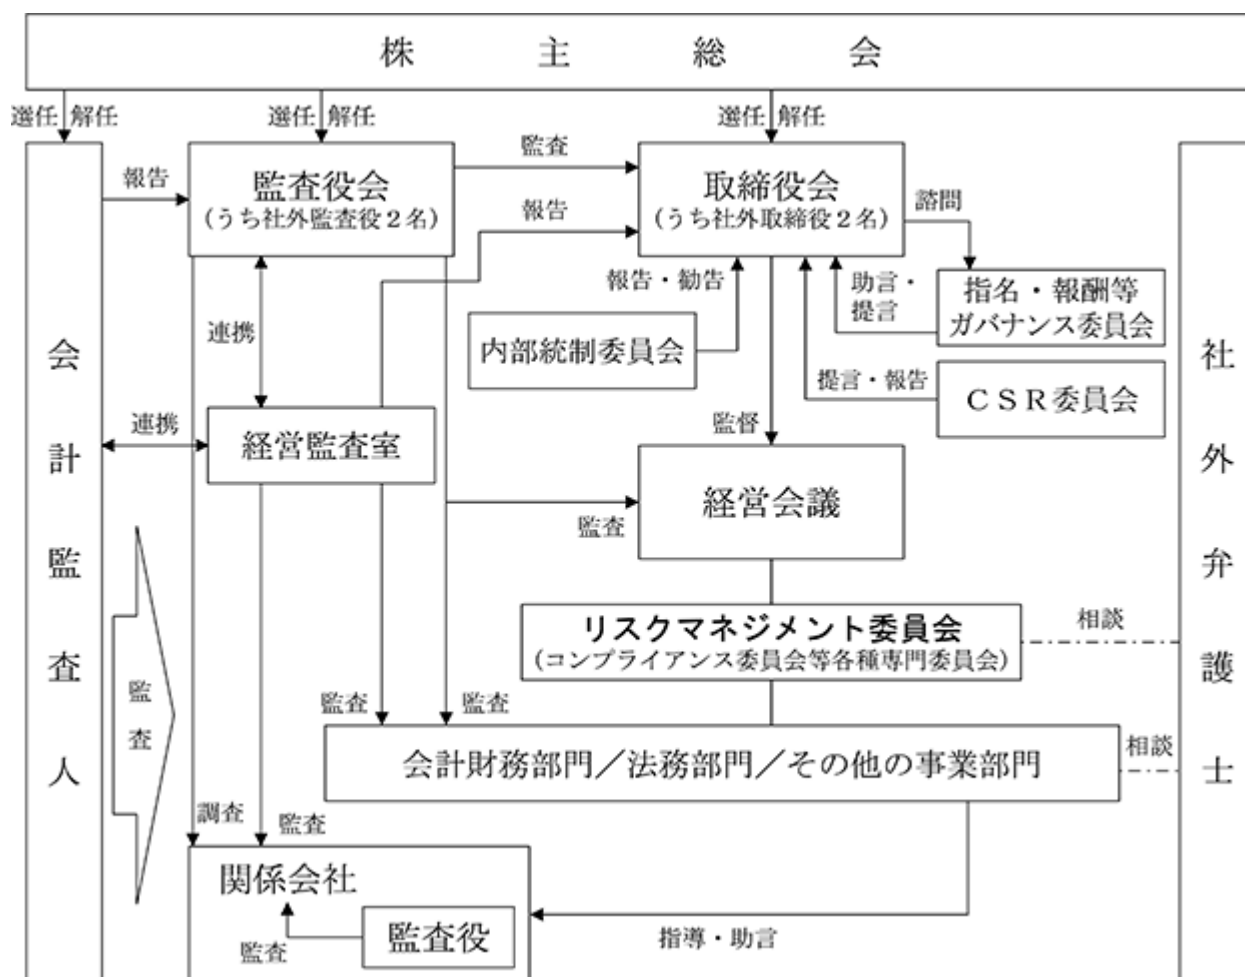 株主総会
選任 解任
選任 解任
選任 解任
会計監査人
報告
監査役会
(うち社外監査役2名)
監査
報告
取締役会
(うち社外取締役2名)
諮問
指名・報酬等
ガバナンス委員会
助言・
提言
報告・勧告
内部統制委員会
連携
提言・報告
CSR委員会
社外弁護士
連携
経営監査室
監督
経営会議
監査
リスクマネジメント委員会
(コンプライアンス委員会等各種専門委員会)
相談
監査
監査
監査
会計財務部門/法務部門/その他の事業部門
相談
調査
監査
関係会社
監査役
監査
指導・助言